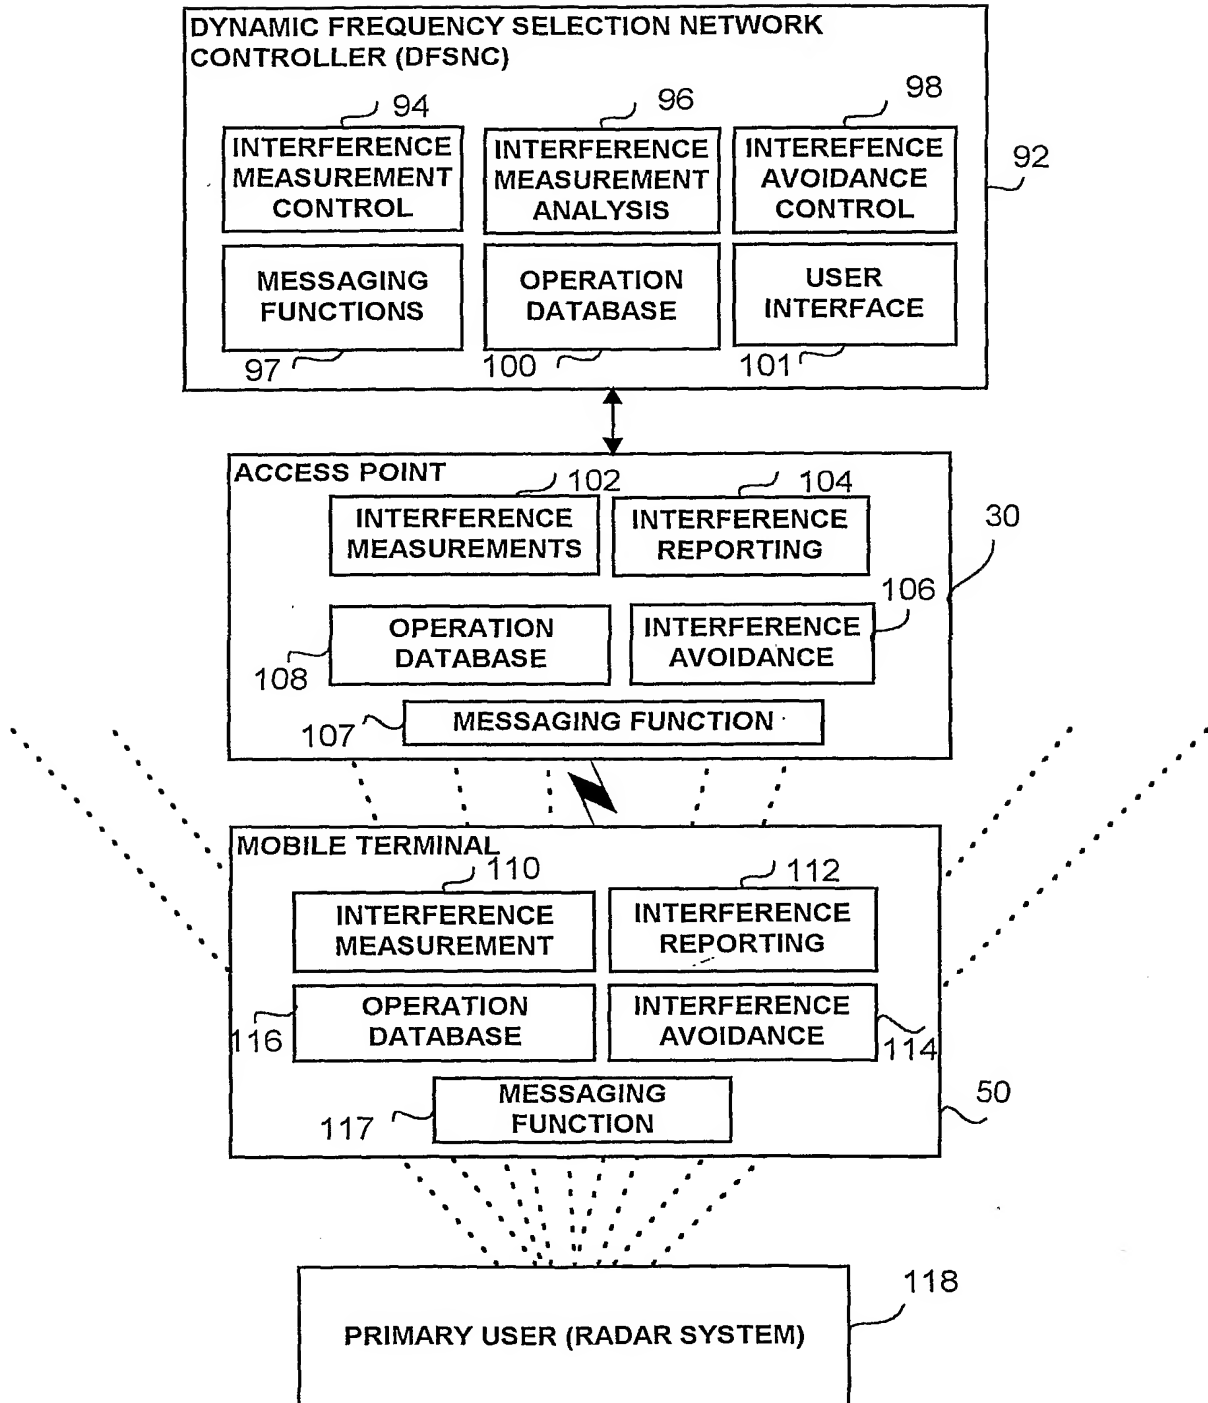 DYNAMIC FREQUENCY SELECTION NETWORK
CONTROLLER (DFSNC)
94
96
98
INTERFERENCE
MEASUREMENT
CONTROL
INTERFERENCE
MEASUREMENT
ANALYSIS
INTEREFENCE
AVOIDANCE
CONTROL
92
MESSAGING
FUNCTIONS
OPERATION
DATABASE
USER
INTERFACE
97
100
101
ACCESS POINT
102
104
INTERFERENCE
MEASUREMENTS
INTERFERENCE
REPORTING
30
106
OPERATION
DATABASE
INTERFERENCE
AVOIDANCE
108
MESSAGING FUNCTION
107
MOBILE TERMINAL
110
112
INTERFERENCE
MEASUREMENT
INTERFERENCE
REPORTING
OPERATION
DATABASE
INTERFERENCE
AVOIDANCE
116
114
MESSAGING
FUNCTION
117
50
118
PRIMARY USER (RADAR SYSTEM)